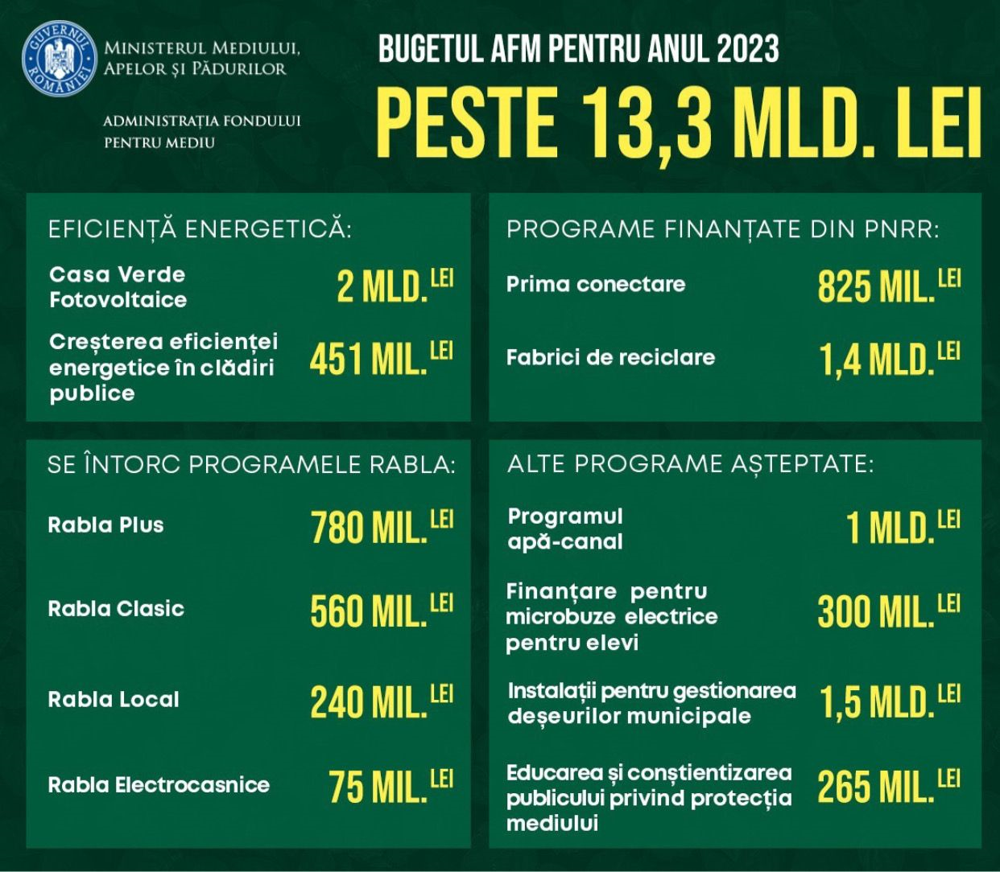 GUVERNUL ROMÂNIEI
MINISTERUL MEDIULUI,
APELOR ȘI PĂDURILOR
ADMINISTRAȚIA FONDULUI
PENTRU MEDIU
BUGETUL AFM PENTRU ANUL 2023
PESTE 13,3 MLD. LEI
EFICIENȚĂ ENERGETICĂ:
Casa Verde
Fotovoltaice
2 MLD. LEI
Creșterea eficienței
energetice în clădiri
publice
451 MIL. LEI
PROGRAME FINANȚATE DIN PNRR:
Prima conectare
825 MIL. LEI
Fabrici de reciclare
1,4 MLD. LEI
SE ÎNTORC PROGRAMELE RABLA:
Rabla Plus
780 MIL. LEI
Rabla Clasic
560 MIL. LEI
Rabla Local
240 MIL. LEI
Rabla Electrocasnice
75 MIL. LEI
ALTE PROGRAME AȘTEPTATE:
Programul
apă-canal
1 MLD. LEI
Finanțare pentru
microbuze electrice
pentru elevi
300 MIL. LEI
Instalații pentru gestionarea
deșeurilor municipale
1,5 MLD. LEI
Educarea și conștientizarea
publicului privind protecția
mediului
265 MIL. LEI